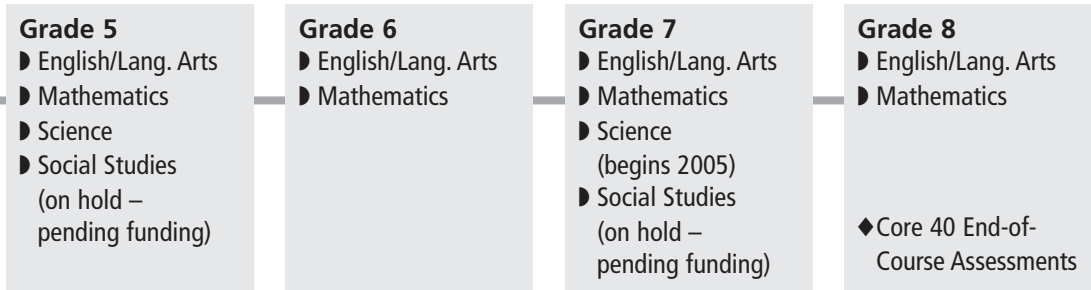 Grade 5
◗ English/Lang. Arts
◗ Mathematics
◗ Science
◗ Social Studies
(on hold –
pending funding)
Grade 6
◗ English/Lang. Arts
◗ Mathematics
Grade 7
◗ English/Lang. Arts
◗ Mathematics
◗ Science
(begins 2005)
◗ Social Studies
(on hold –
pending funding)
Grade 8
◗ English/Lang. Arts
◗ Mathematics
◆Core 40 End-of-
Course Assessments